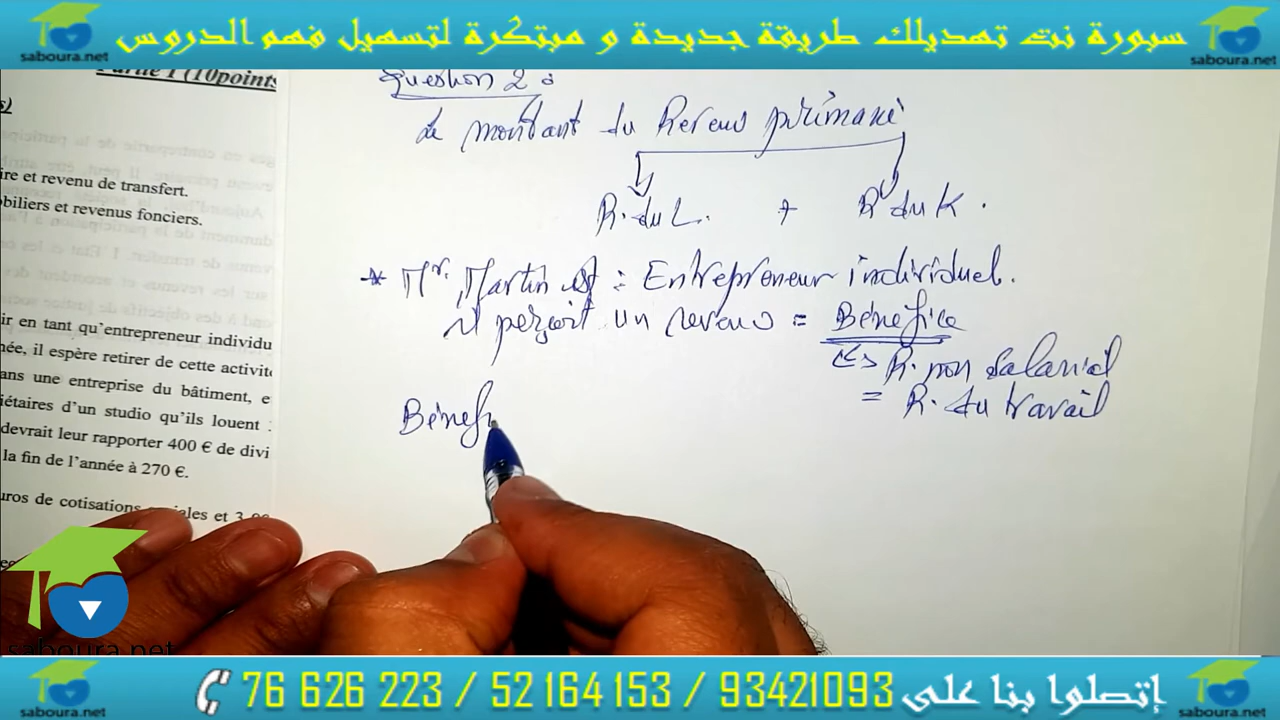 سبورة نت تهديلك طريقة جديدة و مبتكرة لتسهيل فهم الدروس
saboura.net
saboura.net
Partie I (10points
s)
ire et revenu de transfert.
obiliers et revenus fonciers.
ir en tant qu'entrepreneur individu
née, il espère retirer de cette activité
ans une entreprise du bâtiment, e
iétaires d'un studio qu'ils louent
devrait leur rapporter 400 € de divi
la fin de l'année à 270 €.
uros de cotisations sociales et 3
Question 2 :
Le montant du Revenu primaire
R. du L. + R du K.
* Mr. Martin est : Entrepreneur individuel.
il perçoit un revenu = Bénéfice
<=> R. non salarial
= R. du travail
Bénéf
saboura.net
saboura.net
إتصلوا بنا على 93421093 / 52 164 153 / 76 626 223
saboura.net